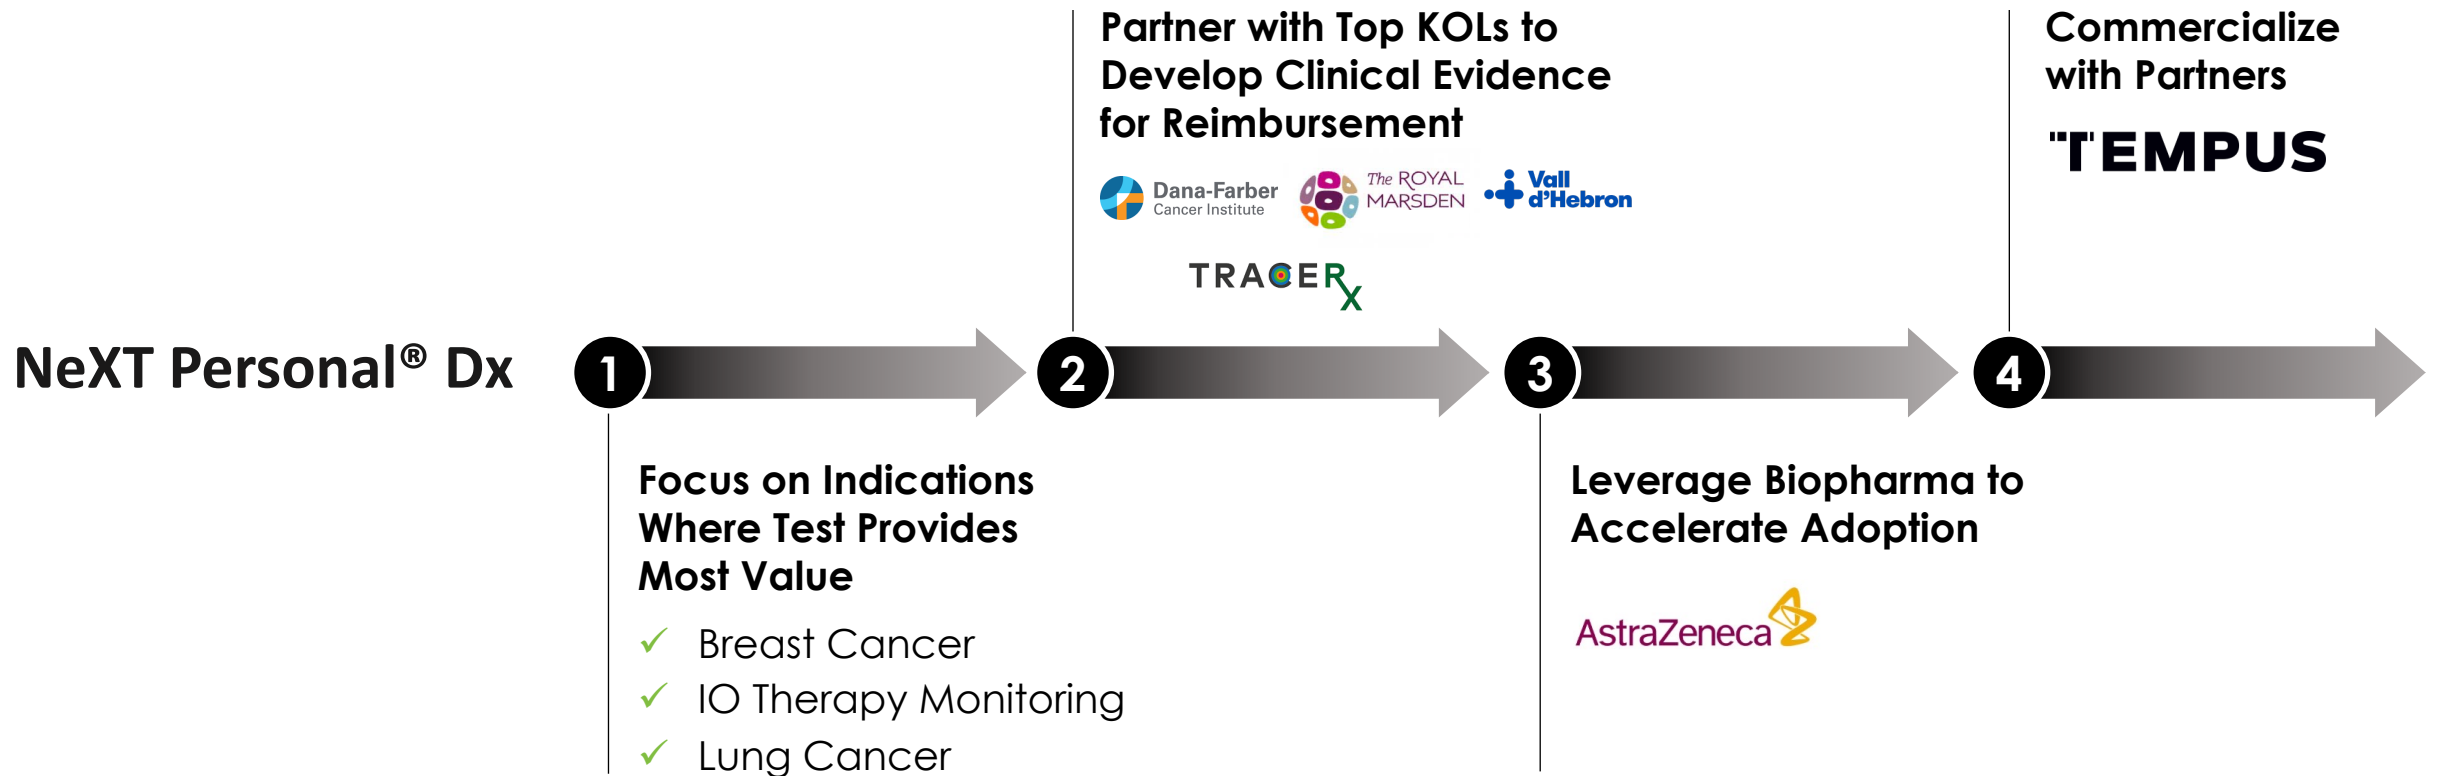 NeXT Personal® Dx
1
Focus on Indications
Where Test Provides
Most Value
✓ Breast Cancer
✓ IO Therapy Monitoring
✓ Lung Cancer
2
Partner with Top KOLs to
Develop Clinical Evidence
for Reimbursement
Dana-Farber
Cancer Institute
The ROYAL
MARSDEN
Vall
d'Hebron
TRACERX
3
Leverage Biopharma to
Accelerate Adoption
AstraZeneca
4
Commercialize
with Partners
TEMPUS